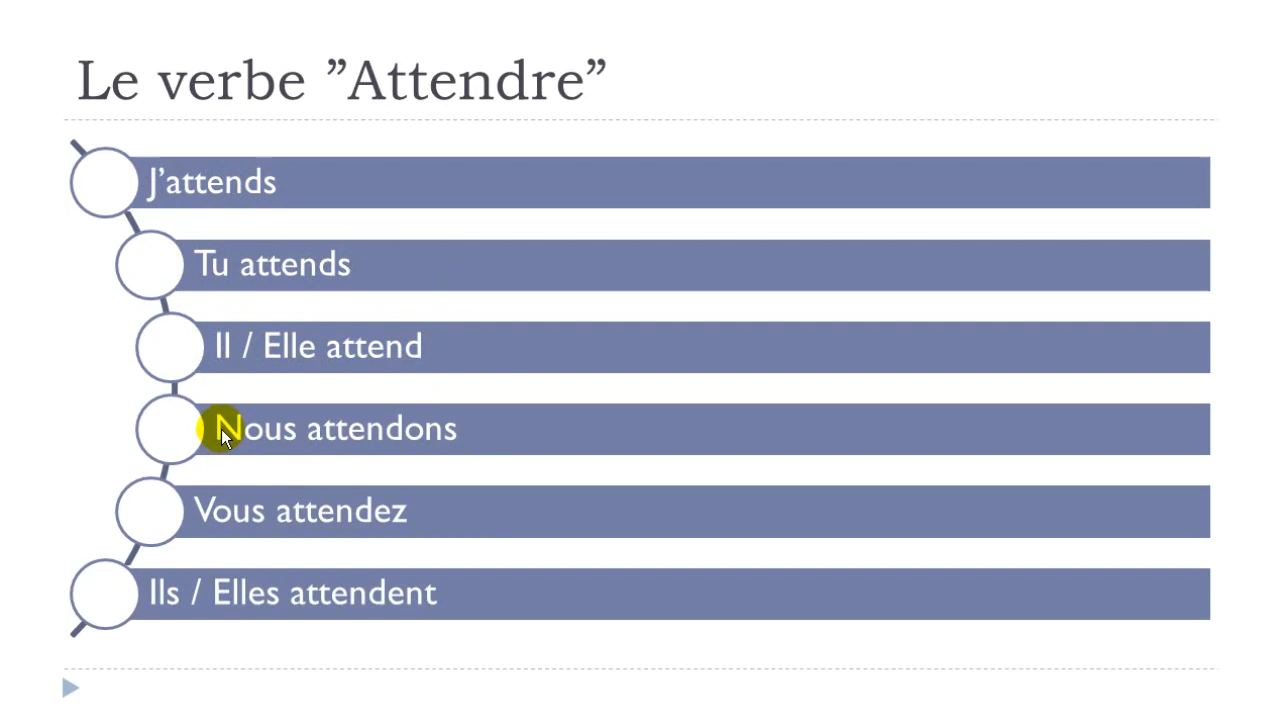 Le verbe ”Attendre”
J’attends
Tu attends
Il / Elle attend
Nous attendons
Vous attendez
Ils / Elles attendent